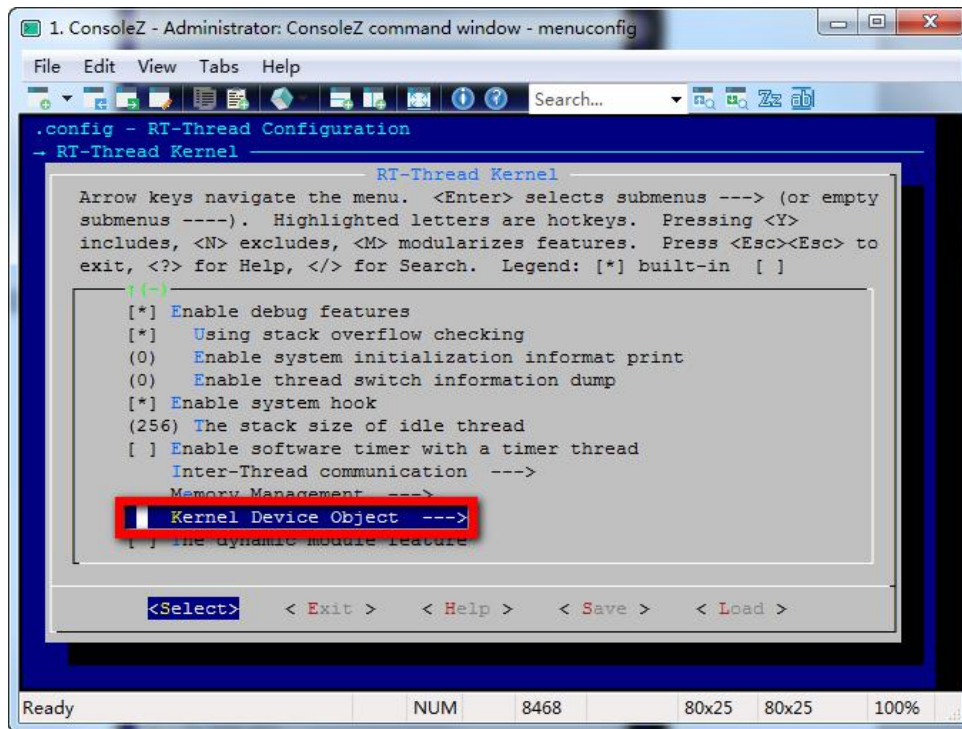 1. ConsoleZ - Administrator: ConsoleZ command window - menuconfig
File Edit View Tabs Help
Search...
.config - RT-Thread Configuration
→ RT-Thread Kernel
RT-Thread Kernel
Arrow keys navigate the menu. <Enter> selects submenus ---> (or empty
submenus ----). Highlighted letters are hotkeys. Pressing <Y>
includes, <N> excludes, <M> modularizes features. Press <Esc><Esc> to
exit, <?> for Help, </> for Search. Legend: [*] built-in [ ]
↑(-)
[*] Enable debug features
[*] Using stack overflow checking
(0) Enable system initialization informat print
(0) Enable thread switch information dump
[*] Enable system hook
(256) The stack size of idle thread
[ ] Enable software timer with a timer thread
Inter-Thread communication --->
Memory Management --->
Kernel Device Object --->
[ ] The dynamic module feature
<Select> < Exit > < Help > < Save > < Load >
Ready NUM 8468 80x25 80x25 100%